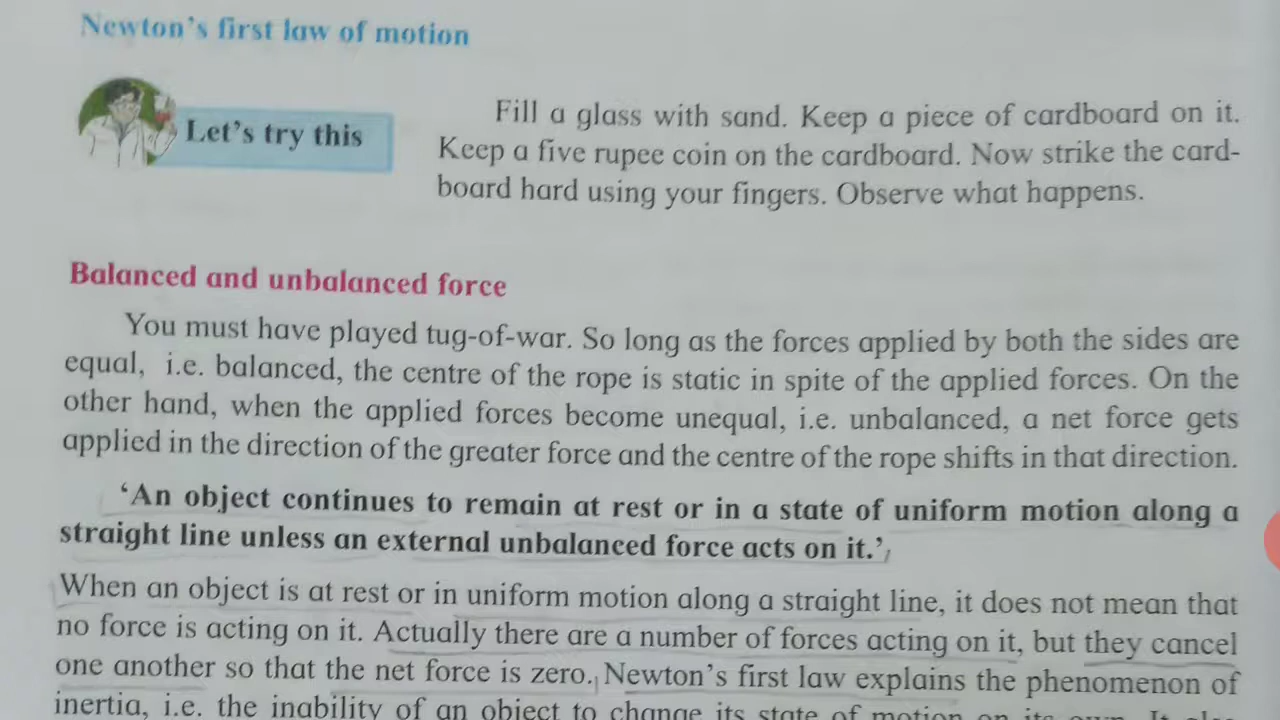 Newton's first law of motion
Let's try this
Fill a glass with sand. Keep a piece of cardboard on it.
Keep a five rupee coin on the cardboard. Now strike the card-
board hard using your fingers. Observe what happens.
Balanced and unbalanced force
You must have played tug-of-war. So long as the forces applied by both the sides are
equal, i.e. balanced, the centre of the rope is static in spite of the applied forces. On the
other hand, when the applied forces become unequal, i.e. unbalanced, a net force gets
applied in the direction of the greater force and the centre of the rope shifts in that direction.
‘An object continues to remain at rest or in a state of uniform motion along a
straight line unless an external unbalanced force acts on it.’
When an object is at rest or in uniform motion along a straight line, it does not mean that
no force is acting on it. Actually there are a number of forces acting on it, but they cancel
one another so that the net force is zero. Newton's first law explains the phenomenon of
inertia, i.e. the inability of an object to change its state of motion on its own. It also